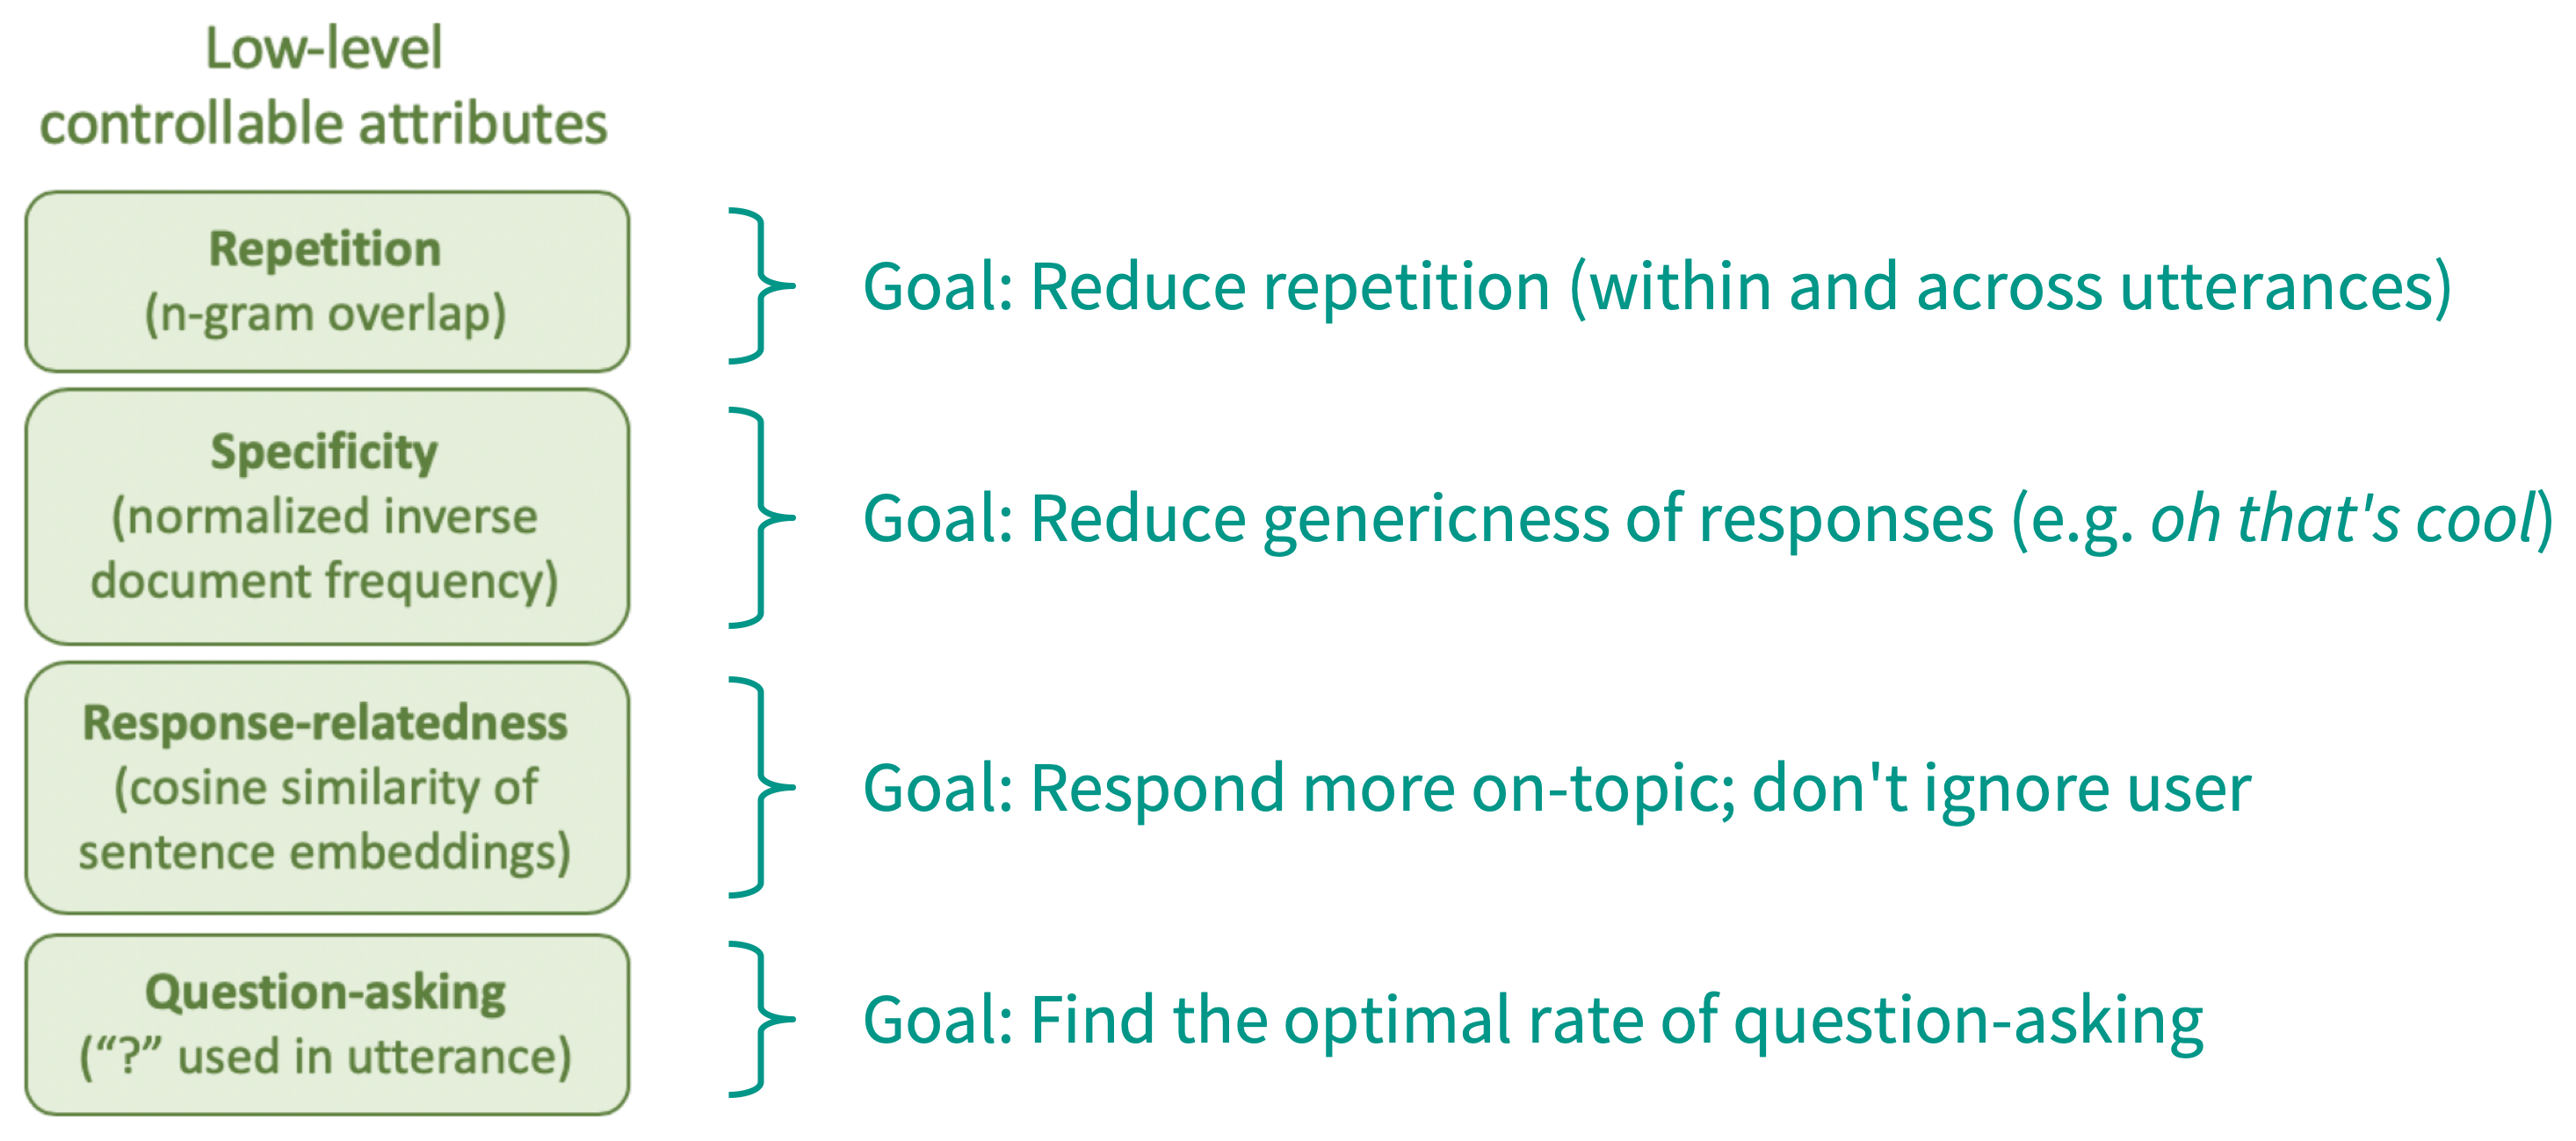 Low-level
controllable attributes
Repetition
(n-gram overlap)
Goal: Reduce repetition (within and across utterances)
Specificity
(normalized inverse
document frequency)
Goal: Reduce genericness of responses (e.g. oh that's cool)
Response-relatedness
(cosine similarity of
sentence embeddings)
Goal: Respond more on-topic; don't ignore user
Question-asking
(“?” used in utterance)
Goal: Find the optimal rate of question-asking